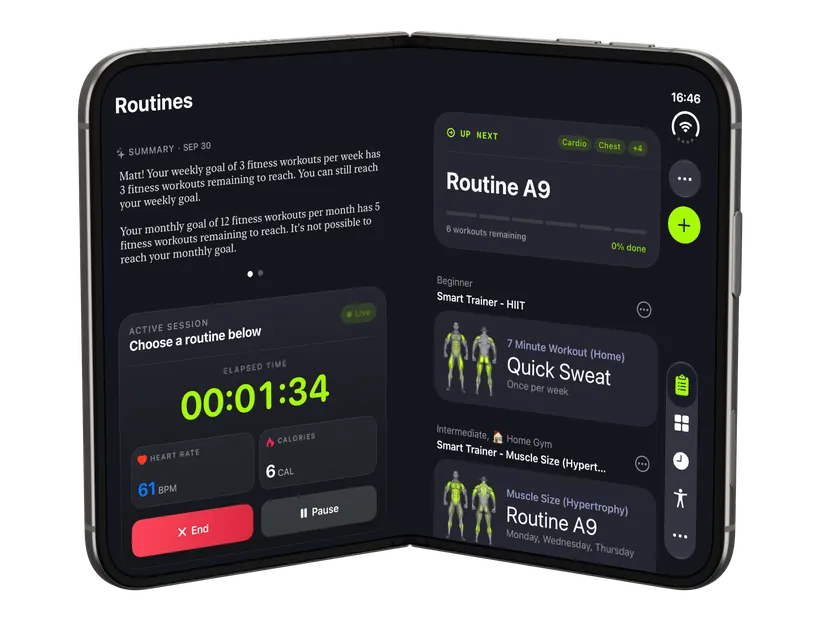 Routines
SUMMARY · SEP 30
Matt! Your weekly goal of 3 fitness workouts per week has
3 fitness workouts remaining to reach. You can still reach
your weekly goal.
Your monthly goal of 12 fitness workouts per month has 5
fitness workouts remaining to reach. It's not possible to
reach your monthly goal.
ACTIVE SESSION
Live
Choose a routine below
ELAPSED TIME
00:01:34
HEART RATE
61 BPM
CALORIES
6 CAL
End
Pause
16:46
UP NEXT
Cardio
Chest
+4
Routine A9
6 workouts remaining
0% done
Beginner
Smart Trainer - HIIT
7 Minute Workout (Home)
Quick Sweat
Once per week
Intermediate, 🏠 Home Gym
Smart Trainer - Muscle Size (Hypert...
Muscle Size (Hypertrophy)
Routine A9
Monday, Wednesday, Thursday